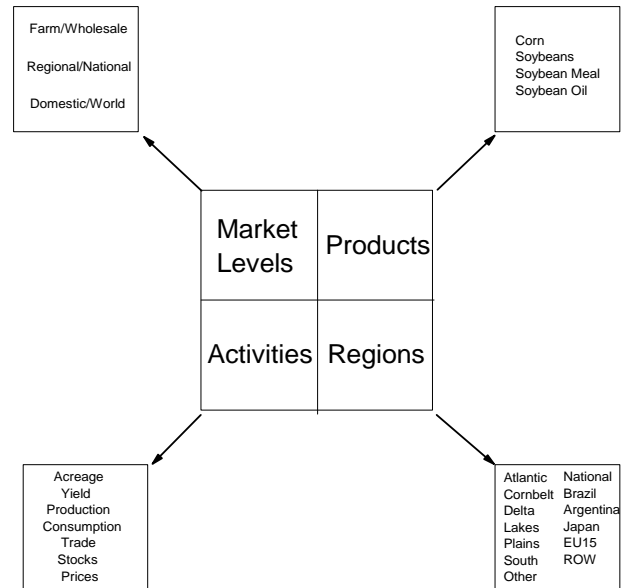 Farm/Wholesale
Regional/National
Domestic/World
Corn
Soybeans
Soybean Meal
Soybean Oil
Market
Levels
Products
Activities
Regions
Acreage
Yield
Production
Consumption
Trade
Stocks
Prices
Atlantic National
Cornbelt Brazil
Delta Argentina
Lakes Japan
Plains EU15
South ROW
Other